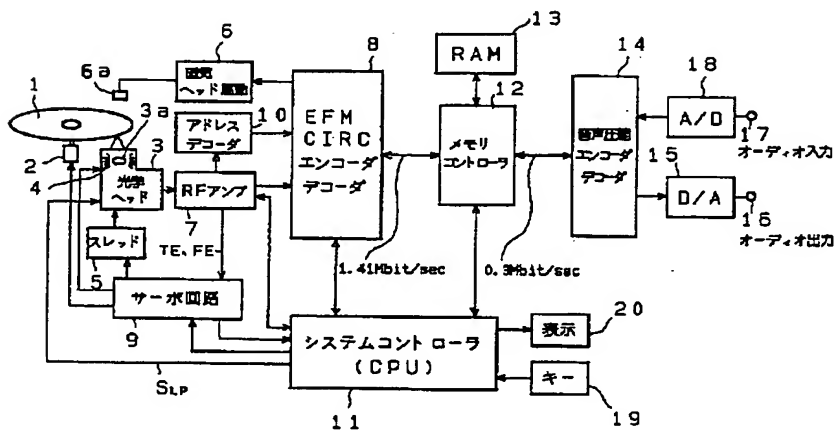 13
6
8
RAM
14
6a
磁気
12
18
1
ヘッド駆動
10
EFM
A/D
3a
アドレス
CIRC
メモリ
音声圧縮
17
3
デコーダ
エンコーダ
コントローラ
エンコーダ
オーディオ入力
2
デコーダ
デコーダ
15
4
光学
RFアンプ
D/A
ヘッド
7
16
スレッド
TE、FE
1.41Mbit/sec
0.3Mbit/sec
オーディオ出力
5
サーボ回路
9
システムコントローラ
表示
20
(CPU)
キー
SLP
11
19